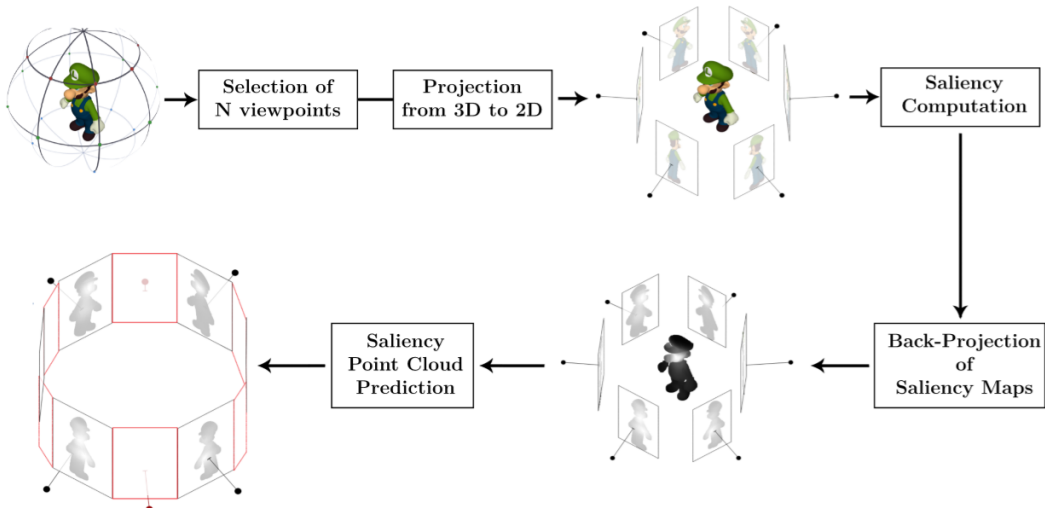 Selection of
N viewpoints
Projection
from 3D to 2D
Saliency
Computation
Back-Projection
of
Saliency Maps
Saliency
Point Cloud
Prediction